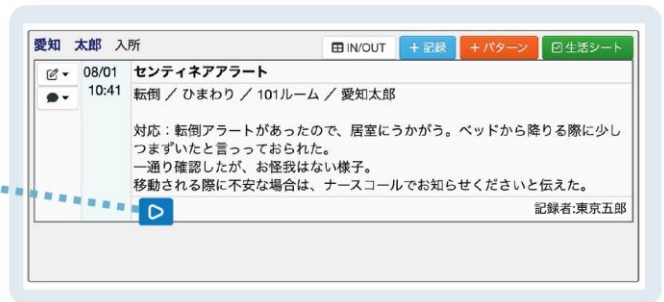 愛知 太郎 入所
IN/OUT
+ 記録
+ パターン
生活シート
08/01
10:41
センティネアアラート
転倒 ／ ひまわり ／ 101ルーム ／ 愛知太郎
対応：転倒アラートがあったので、居室にうかがう。ベッドから降りる際に少し
つまずいたと言っっておられた。
一通り確認したが、お怪我はない様子。
移動される際に不安な場合は、ナースコールでお知らせくださいと伝えた。
記録者:東京五郎